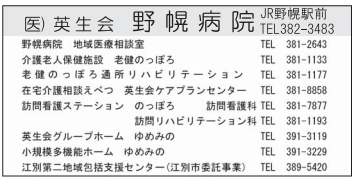 医)英生会 野幌病院 JR野幌駅前 TEL382-3483
野幌病院 地域医療相談室 TEL 381-2643
介護老人保健施設 老健のっぽろ TEL 381-1133
老健のっぽろ通所リハビリテーション TEL 381-1177
在宅介護相談えべつ 英生会ケアプランセンター TEL 381-8858
訪問看護ステーション のっぽろ 訪問看護科 TEL 381-7877
訪問リハビリテーション科 TEL 381-1193
英生会グループホーム ゆめみの TEL 391-3119
小規模多機能ホーム ゆめみの TEL 391-3229
江別第二地域包括支援センター(江別市委託事業) TEL 389-5420